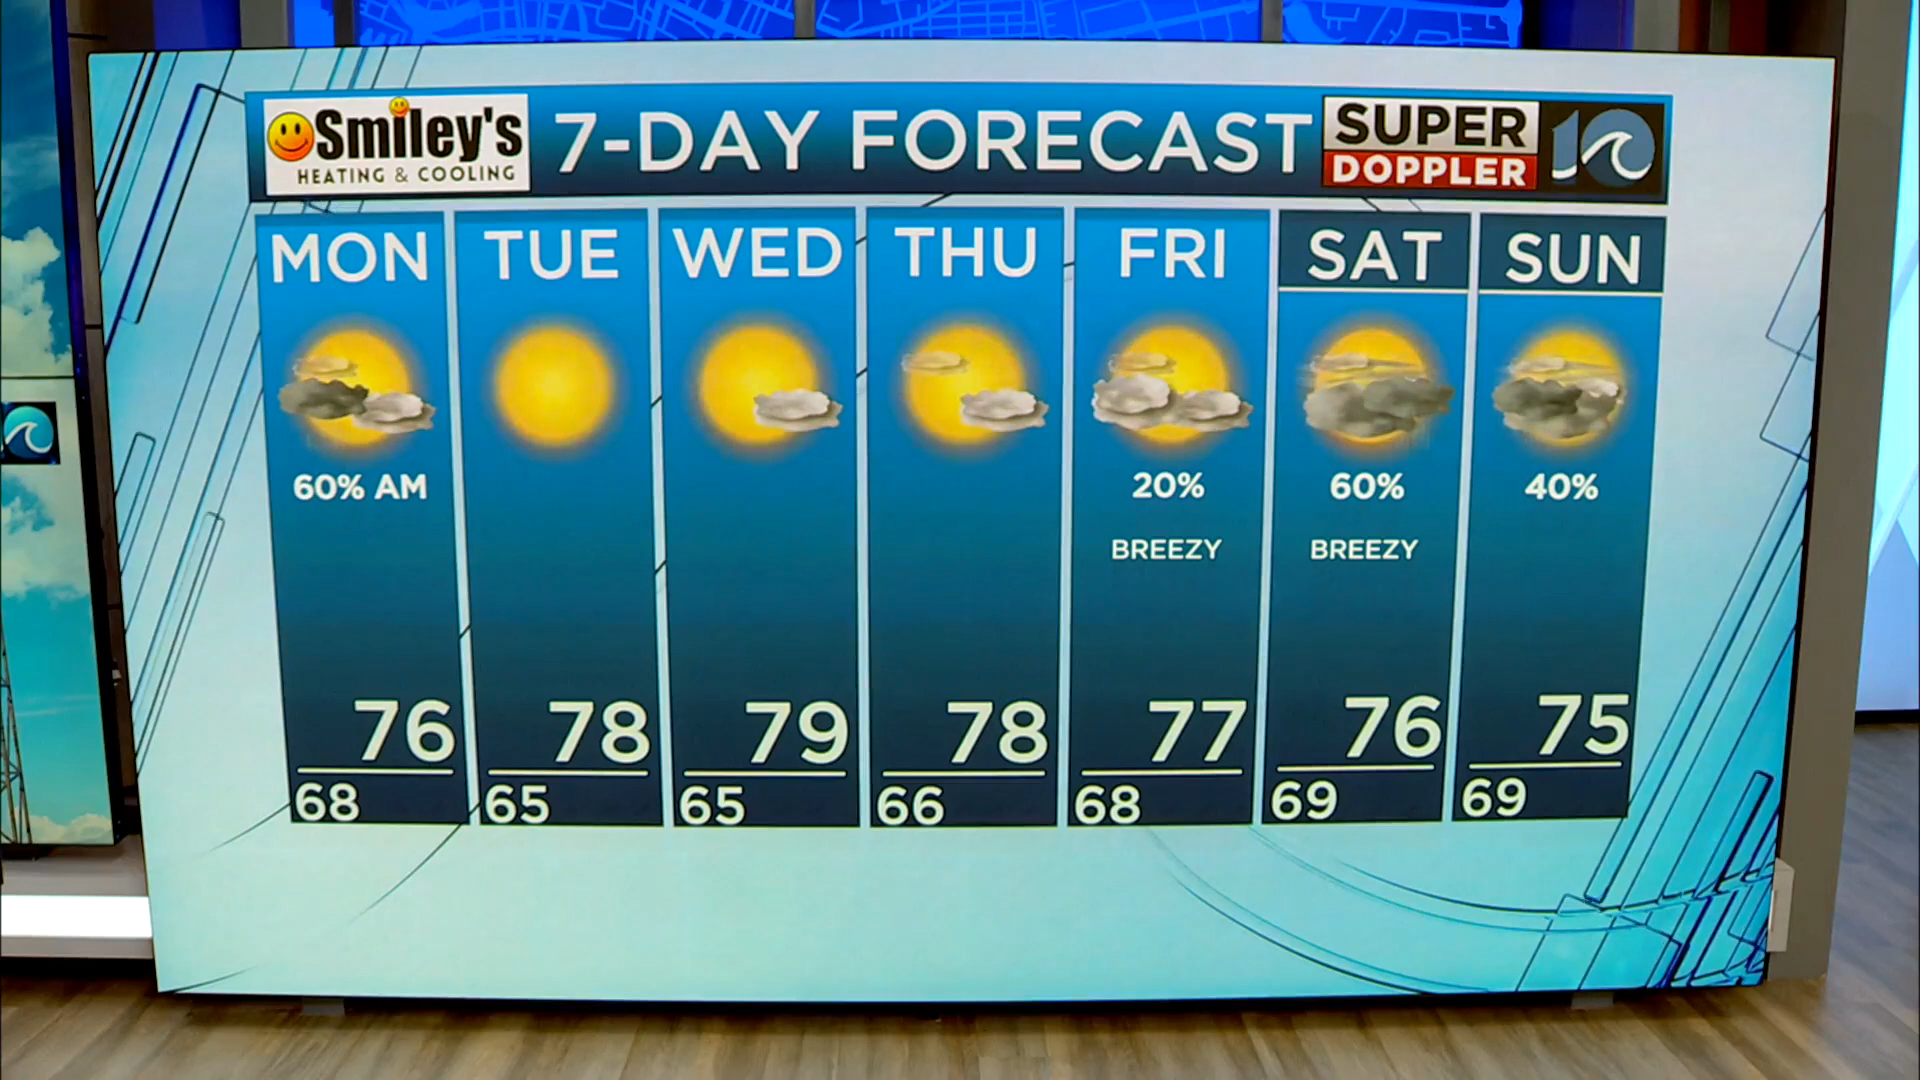 Smiley's
HEATING & COOLING
7-DAY FORECAST
SUPER
DOPPLER
10
MON TUE WED THU FRI SAT SUN
60% AM 20% 60% 40%
BREEZY BREEZY
76 78 79 78 77 76 75
68 65 65 66 68 69 69